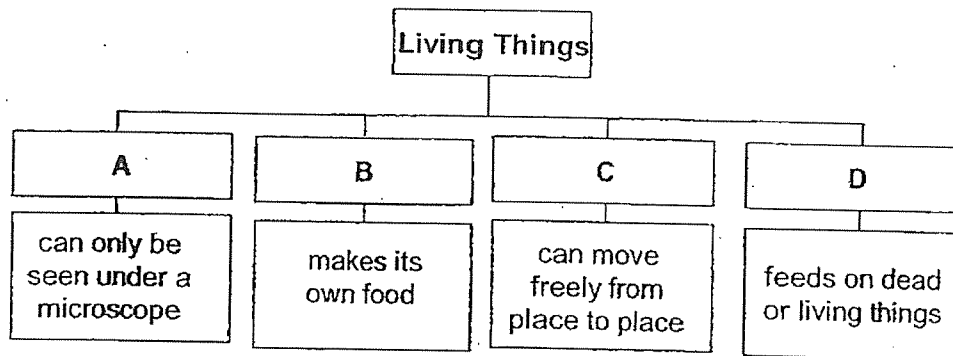 Living Things
A
B
C
D
can only be
seen under a
microscope
makes its
own food
can move
freely from
place to place
feeds on dead
or living things